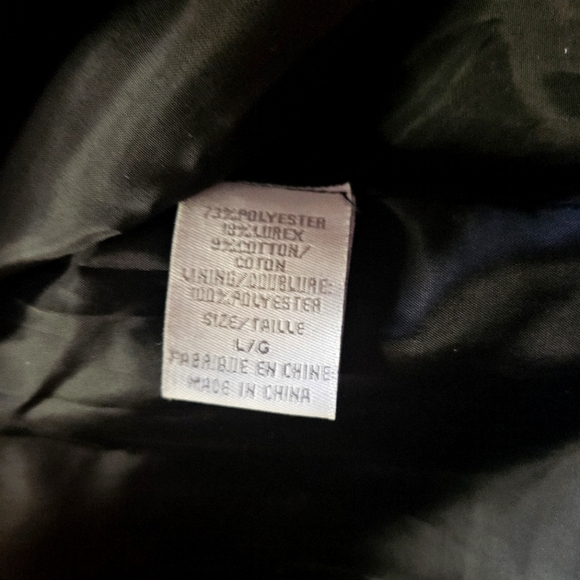 73%POLYESTER
18%LUREX
9%COTTON/
COTON
LINING/DOUBLURE:
100%POLYESTER
SIZE/TAILLE
L/G
FABRIQUE EN CHINE
MADE IN CHINA